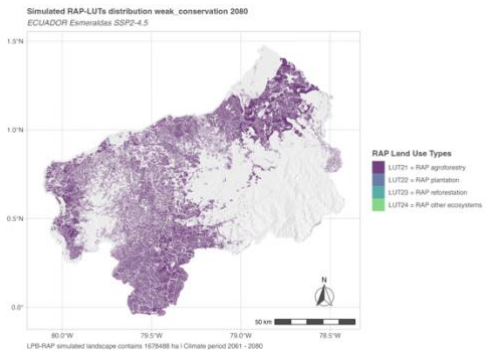 Simulated RAP-LUTs distribution weak_conservation 2080
ECUADOR Esmeraldas SSP2-4.5
1.5°N
1.0°N
0.5°N
0.0°
80.0°W
79.5°W
79.0°W
78.5°W
N
50 km
RAP Land Use Types
LUT21 = RAP agroforestry
LUT22 = RAP plantation
LUT23 = RAP reforestation
LUT24 = RAP other ecosystems
LPB-RAP simulated landscape contains 1678488 ha | Climate period 2061 - 2080